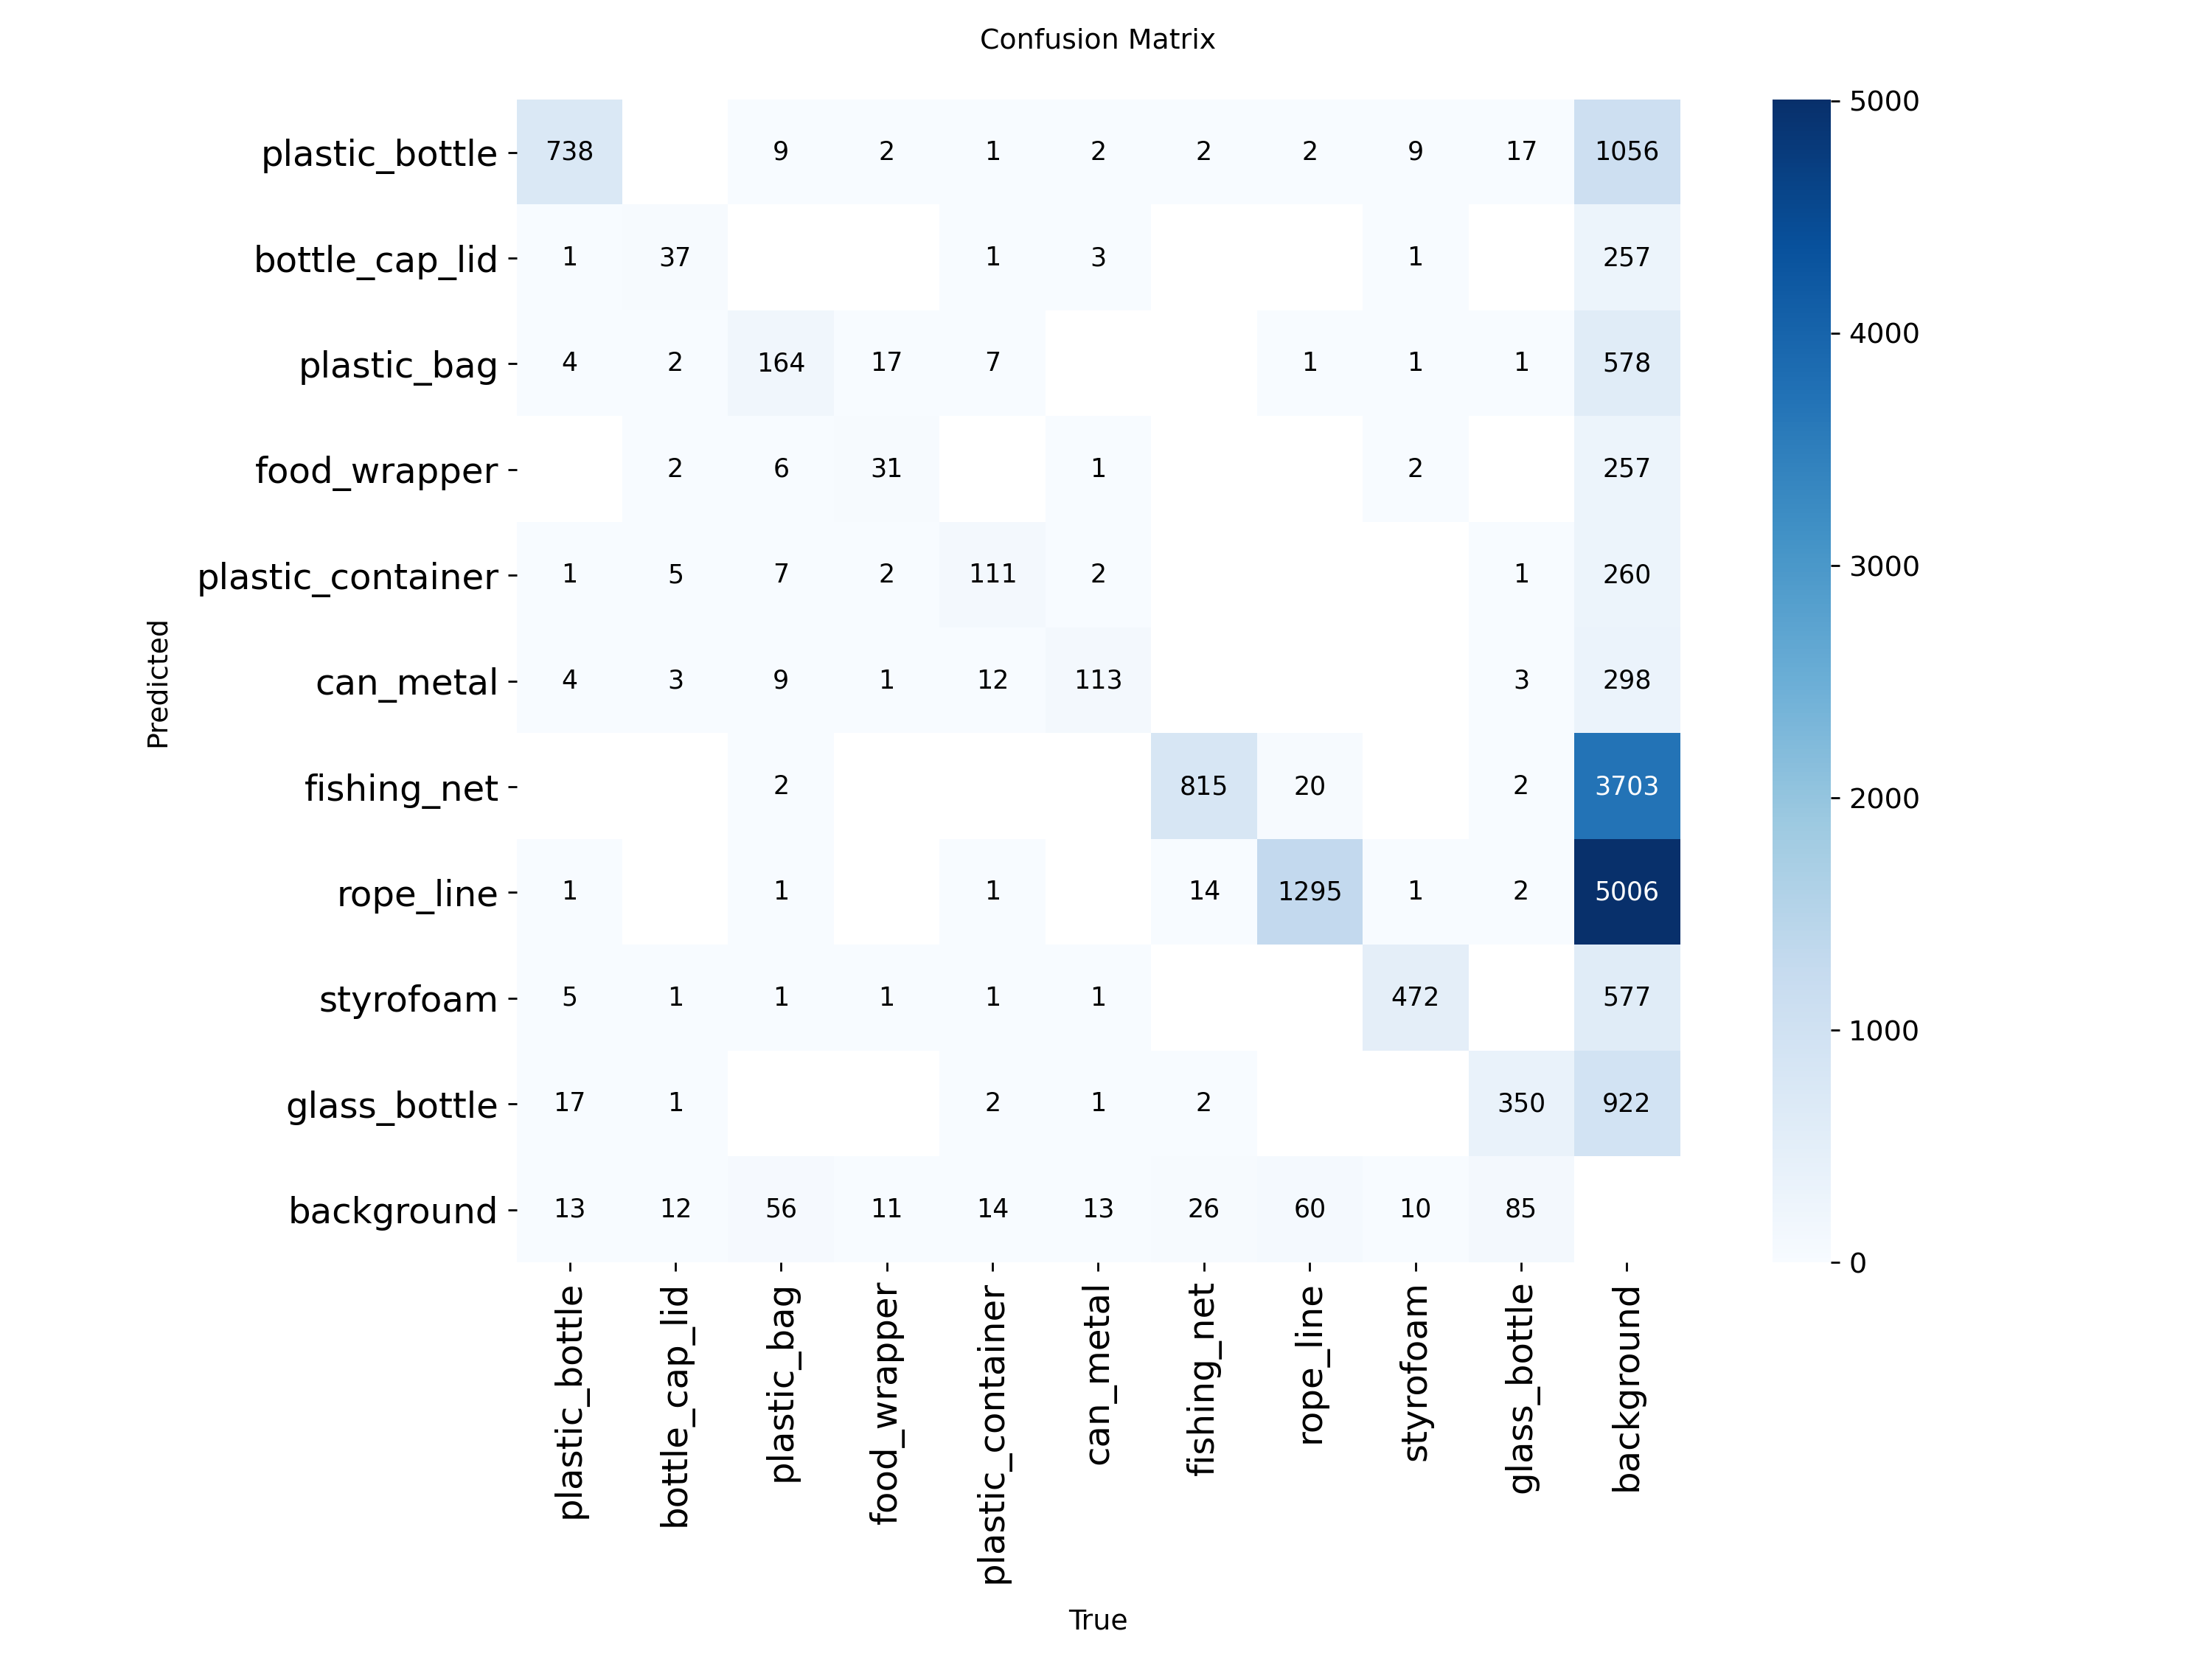 Confusion Matrix
plastic_bottle 738 9 2 1 2 2 2 9 17 1056
bottle_cap_lid 1 37 1 3 1 257
plastic_bag 4 2 164 17 7 1 1 1 578
food_wrapper 2 6 31 1 2 257
plastic_container 1 5 7 2 111 2 1 260
can_metal 4 3 9 1 12 113 3 298
fishing_net 2 815 20 2 3703
rope_line 1 1 1 14 1295 1 2 5006
styrofoam 5 1 1 1 1 1 472 577
glass_bottle 17 1 2 1 2 350 922
background 13 12 56 11 14 13 26 60 10 85
Predicted
plastic_bottle
bottle_cap_lid
plastic_bag
food_wrapper
plastic_container
can_metal
fishing_net
rope_line
styrofoam
glass_bottle
background
True
5000
4000
3000
2000
1000
0